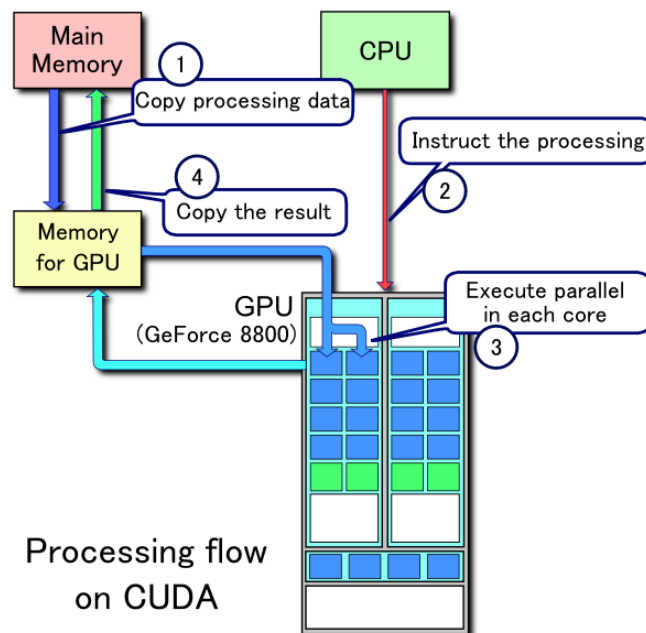 Main
Memory
1
Copy processing data
CPU
Instruct the processing
2
4
Copy the result
Memory
for GPU
GPU
(GeForce 8800)
Execute parallel
in each core
3
Processing flow
on CUDA